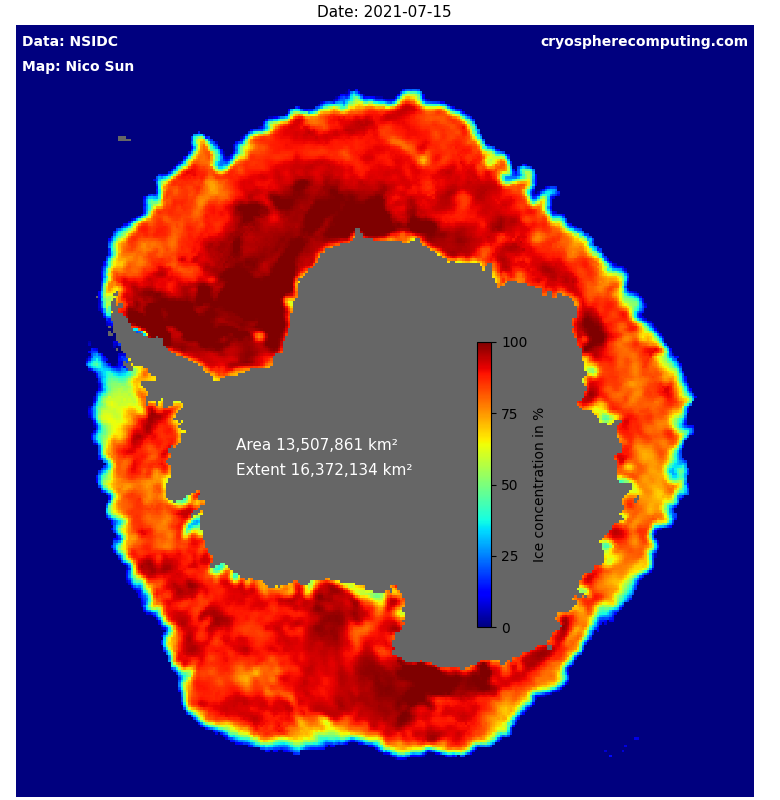 Date: 2021-07-15
Data: NSIDC
cryospherecomputing.com
Map: Nico Sun
100
75
50
25
0
Ice concentration in %
Area 13,507,861 km²
Extent 16,372,134 km²